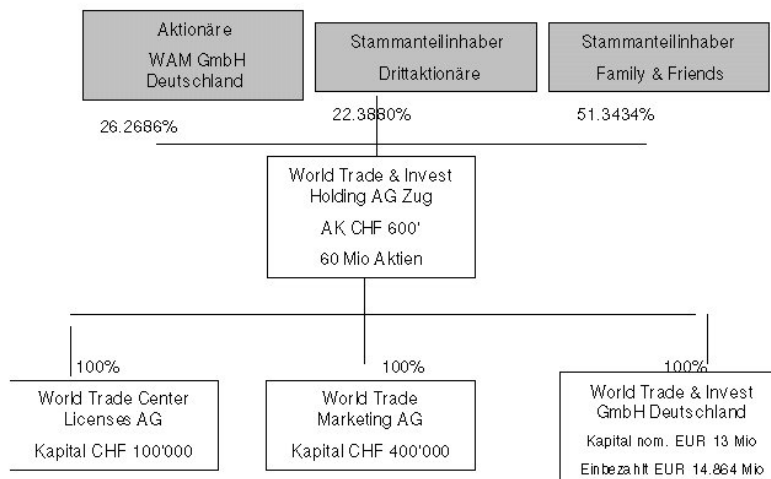 Aktionäre
WAM GmbH
Deutschland
Stammanteilinhaber
Drittaktionäre
Stammanteilinhaber
Family & Friends
26.2686%
22.3880%
51.3434%
World Trade & Invest
Holding AG Zug
AK CHF 600'
60 Mio Aktien
100%
100%
100%
World Trade Center
Licenses AG
Kapital CHF 100'000
World Trade
Marketing AG
Kapital CHF 400'000
World Trade & Invest
GmbH Deutschland
Kapital nom. EUR 13 Mio
Einbezahlt EUR 14.864 Mio